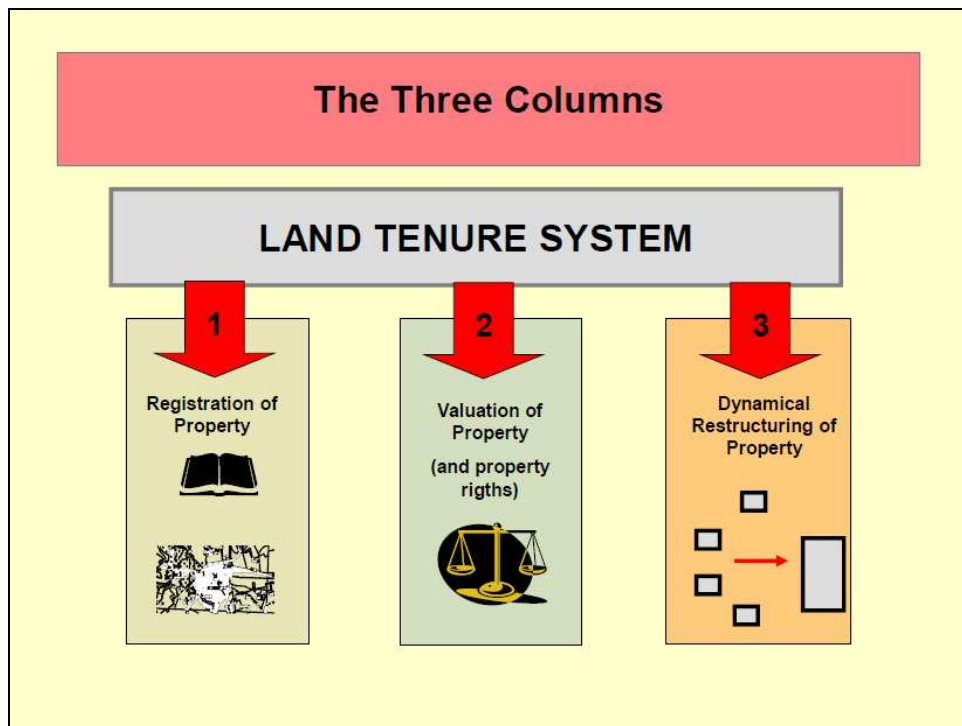 The Three Columns
LAND TENURE SYSTEM
1
Registration of
Property
2
Valuation of
Property
(and property
rigths)
3
Dynamical
Restructuring of
Property